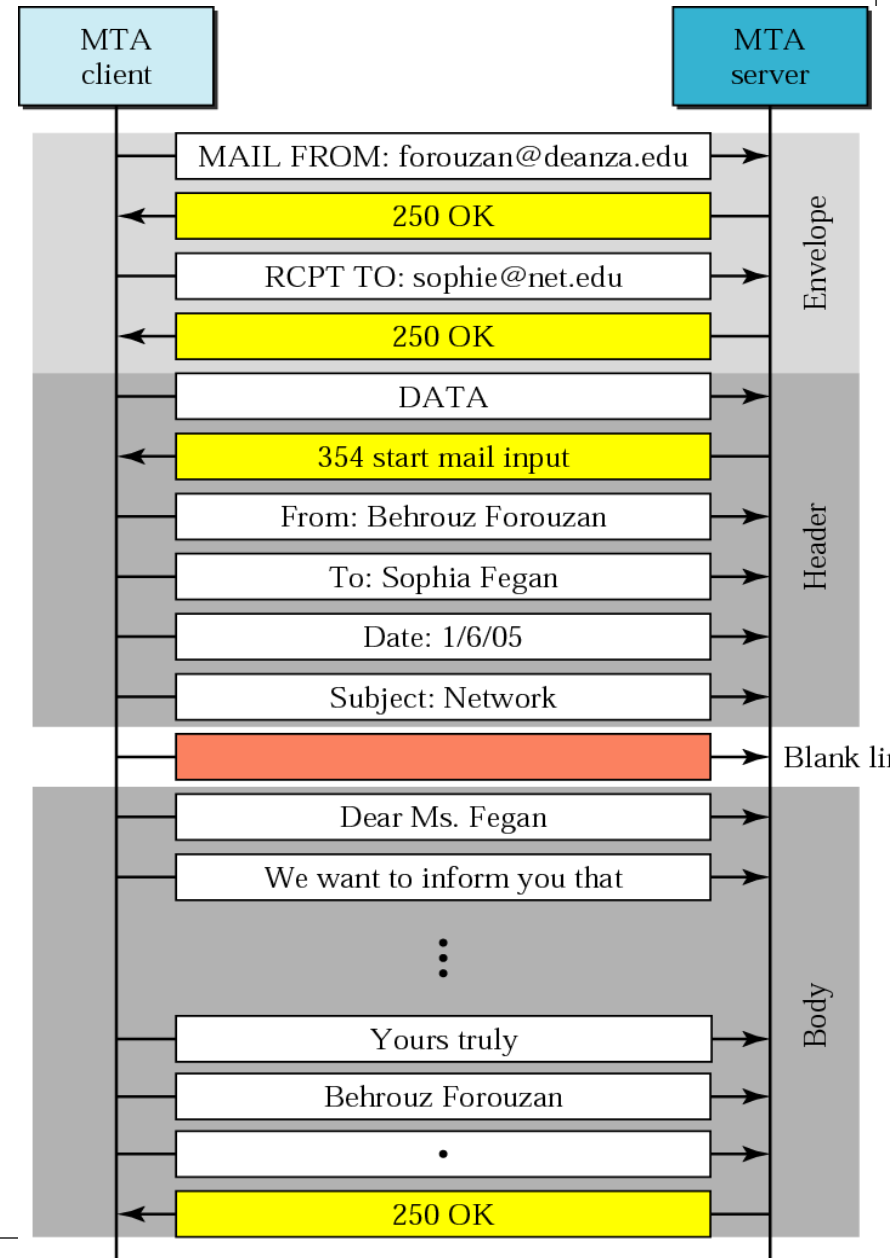 MTA
client
MTA
server
MAIL FROM: forouzan@deanza.edu
250 OK
RCPT TO: sophie@net.edu
250 OK
Envelope
DATA
354 start mail input
From: Behrouz Forouzan
To: Sophia Fegan
Date: 1/6/05
Subject: Network
Header
Blank
Dear Ms. Fegan
We want to inform you that
⋮
Yours truly
Behrouz Forouzan
•
250 OK
Body